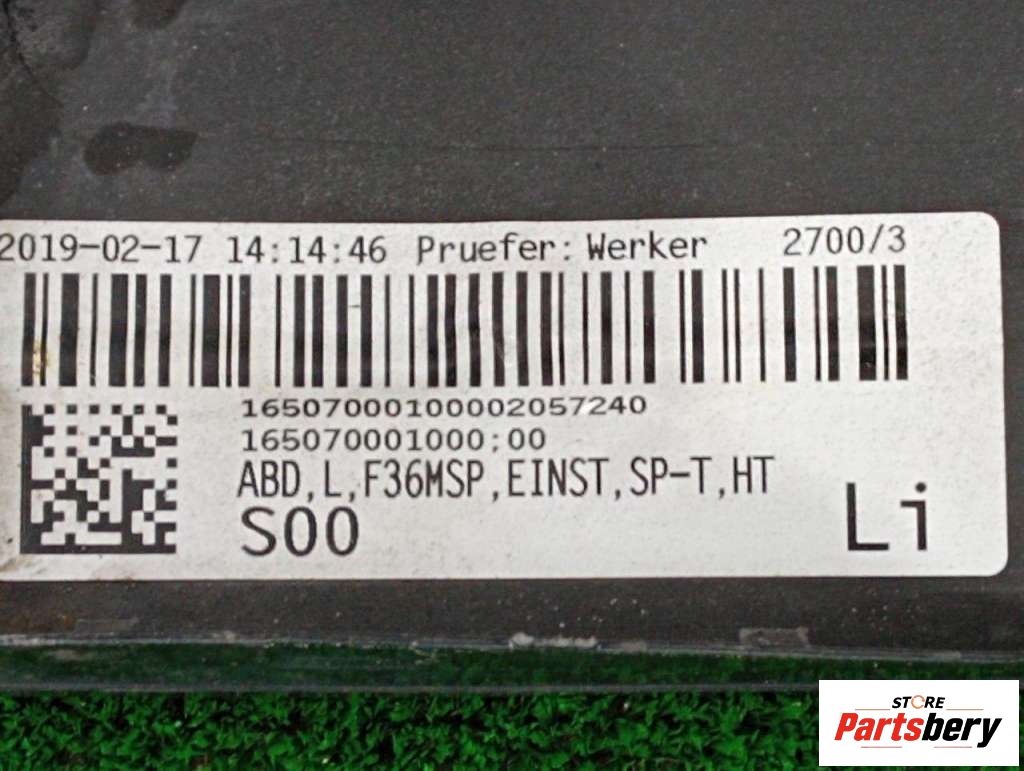 2019-02-17 14:14:46 Pruefer: Werker 2700/3
16507000100002057240
165070001000;00
ABD,L,F36MSP,EINST,SP-T,HT
S00
Li
STORE
Partsbery